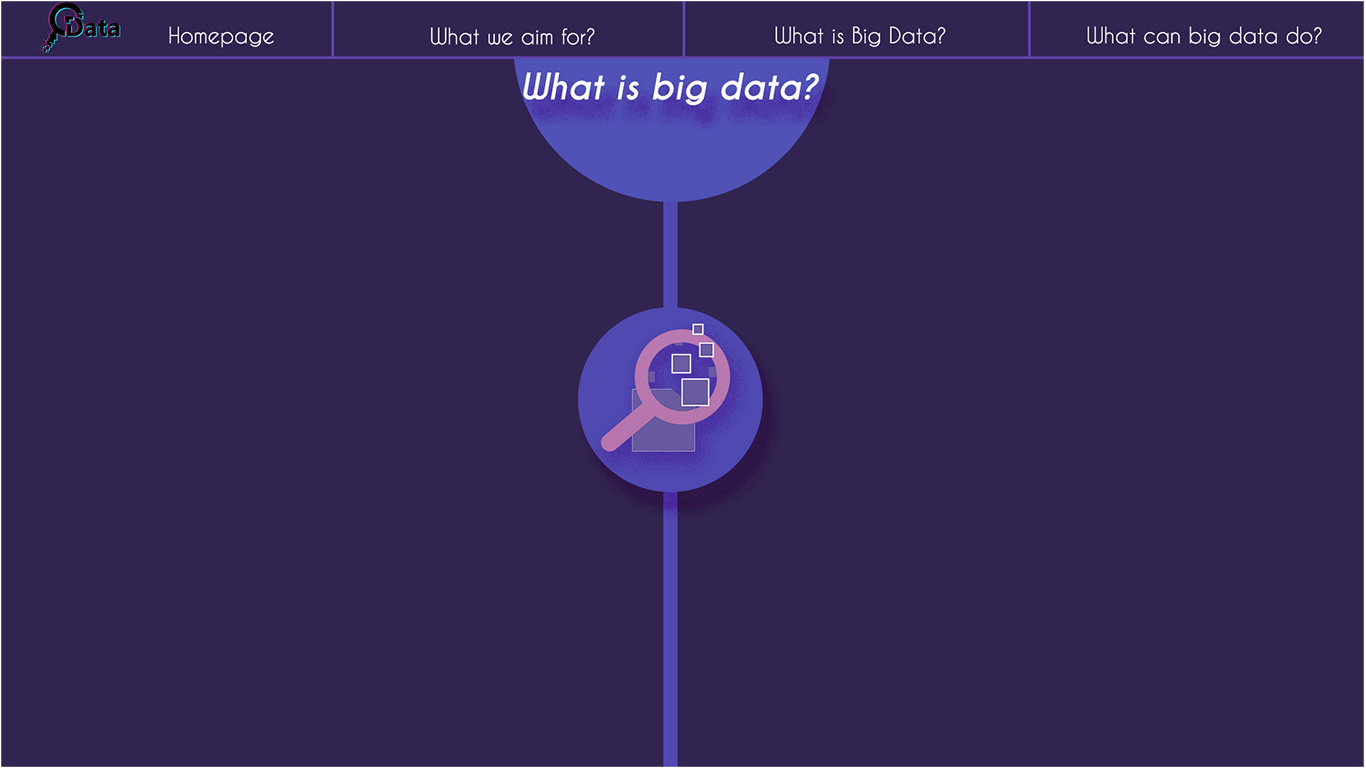 Data
Homepage
What we aim for?
What is Big Data?
What can big data do?
What is big data?